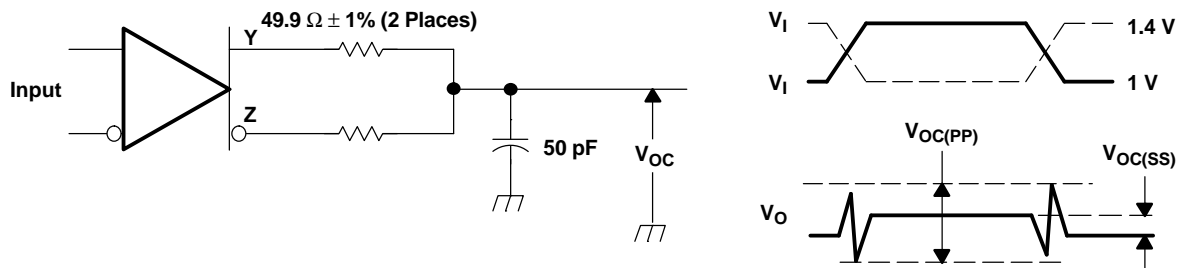 49.9 Ω ± 1% (2 Places)
Y
Input
Z
50 pF
VOC
VI
1.4 V
VI
1 V
VOC(PP)
VOC(SS)
VO